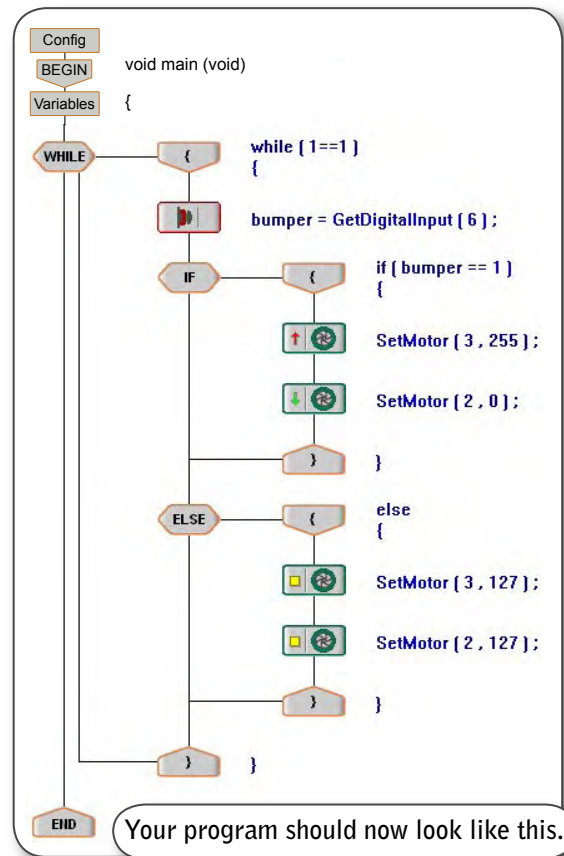 Config
BEGIN void main (void)
Variables {
WHILE { while ( 1==1 )
{
bumper = GetDigitalInput ( 6 ) ;
IF { if ( bumper == 1 )
{
SetMotor ( 3 , 255 ) ;
SetMotor ( 2 , 0 ) ;
} }
ELSE { else
{
SetMotor ( 3 , 127 ) ;
SetMotor ( 2 , 127 ) ;
} }
} }
END
Your program should now look like this.